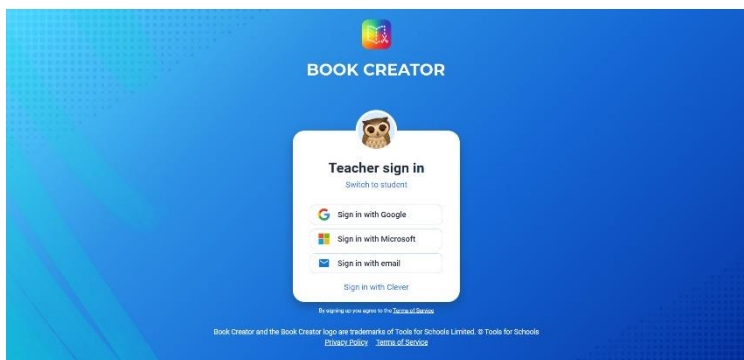 BOOK CREATOR
Teacher sign in
Switch to student
Sign in with Google
Sign in with Microsoft
Sign in with email
Sign in with Clever
By signing up you agree to the Terms of Service
Book Creator and the Book Creator logo are trademarks of Tools for Schools Limited. © Tools for Schools
Privacy Policy Terms of Service